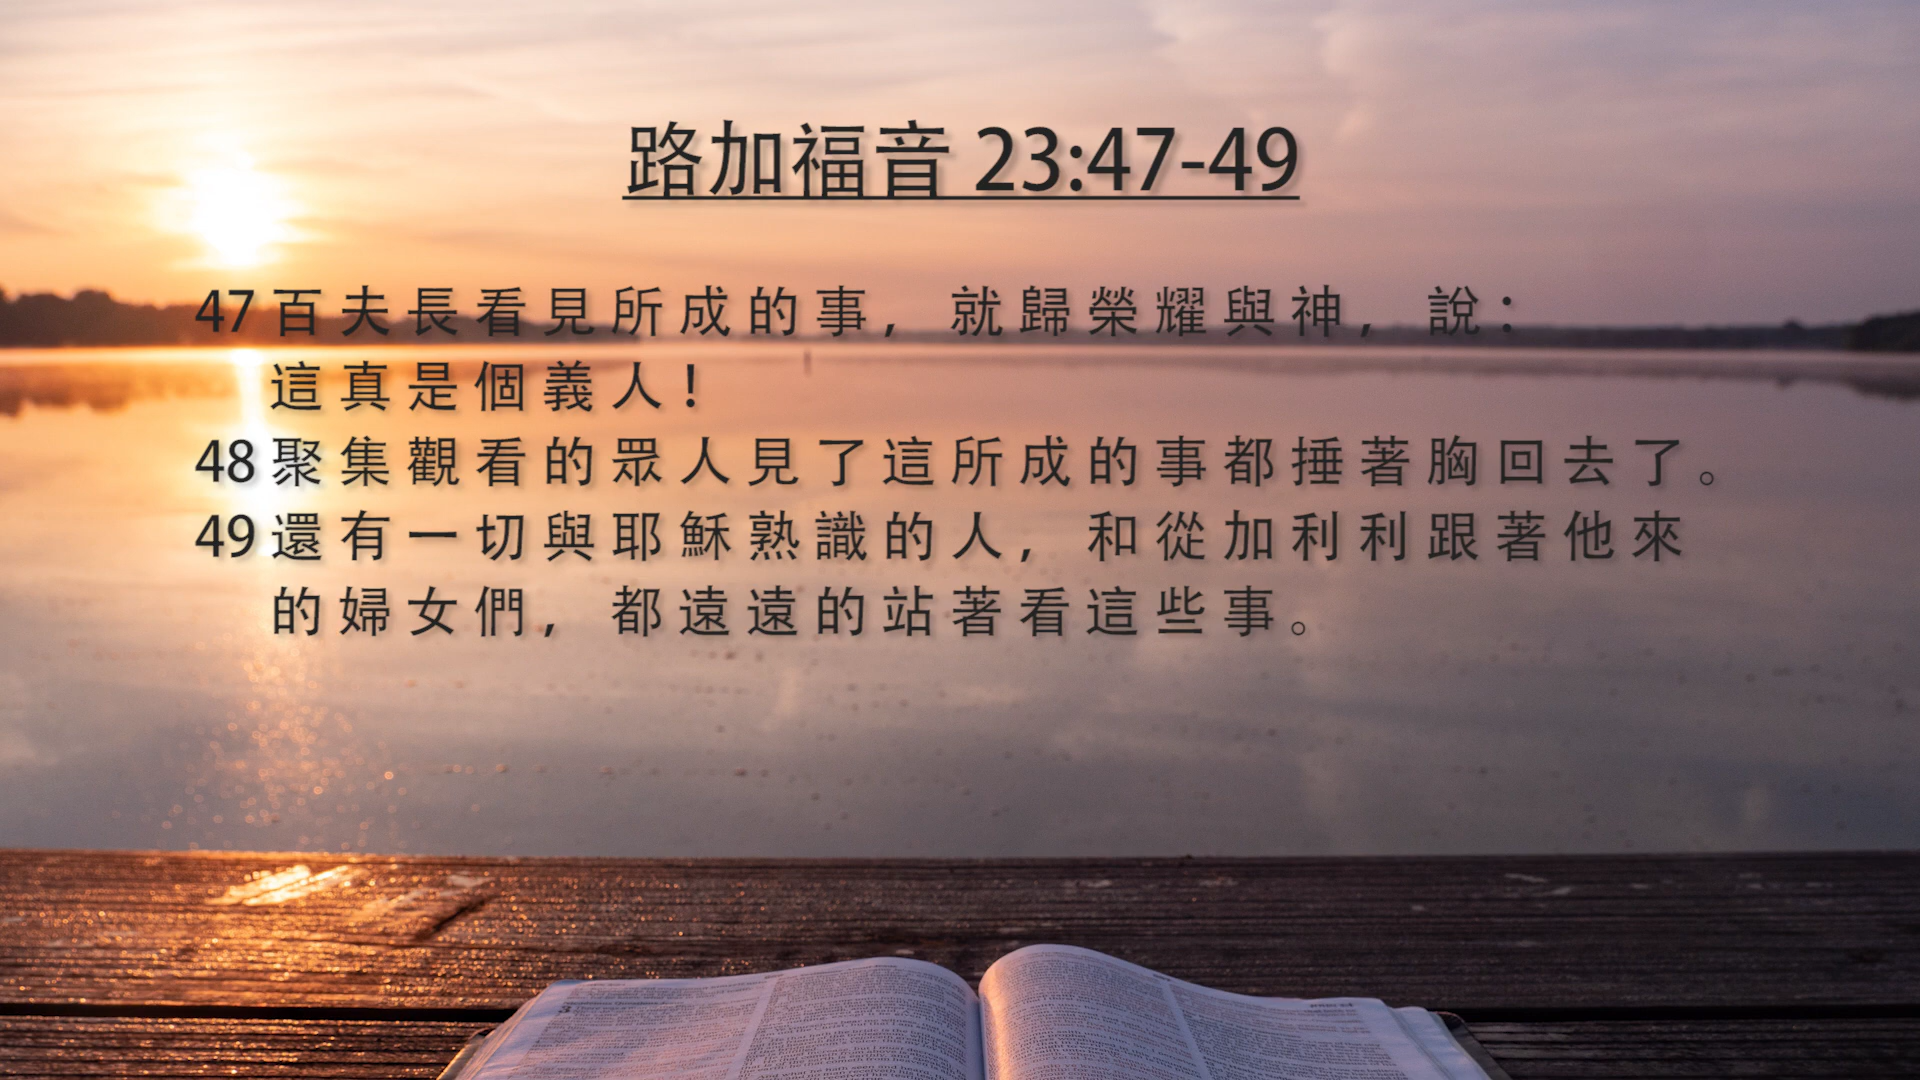 路加福音 23:47-49
47 百夫長看見所成的事，就歸榮耀與神，說：
這真是個義人！
48 聚集觀看的眾人見了這所成的事都捶著胸回去了。
49 還有一切與耶穌熟識的人，和從加利利跟著他來
的婦女們，都遠遠的站著看這些事。